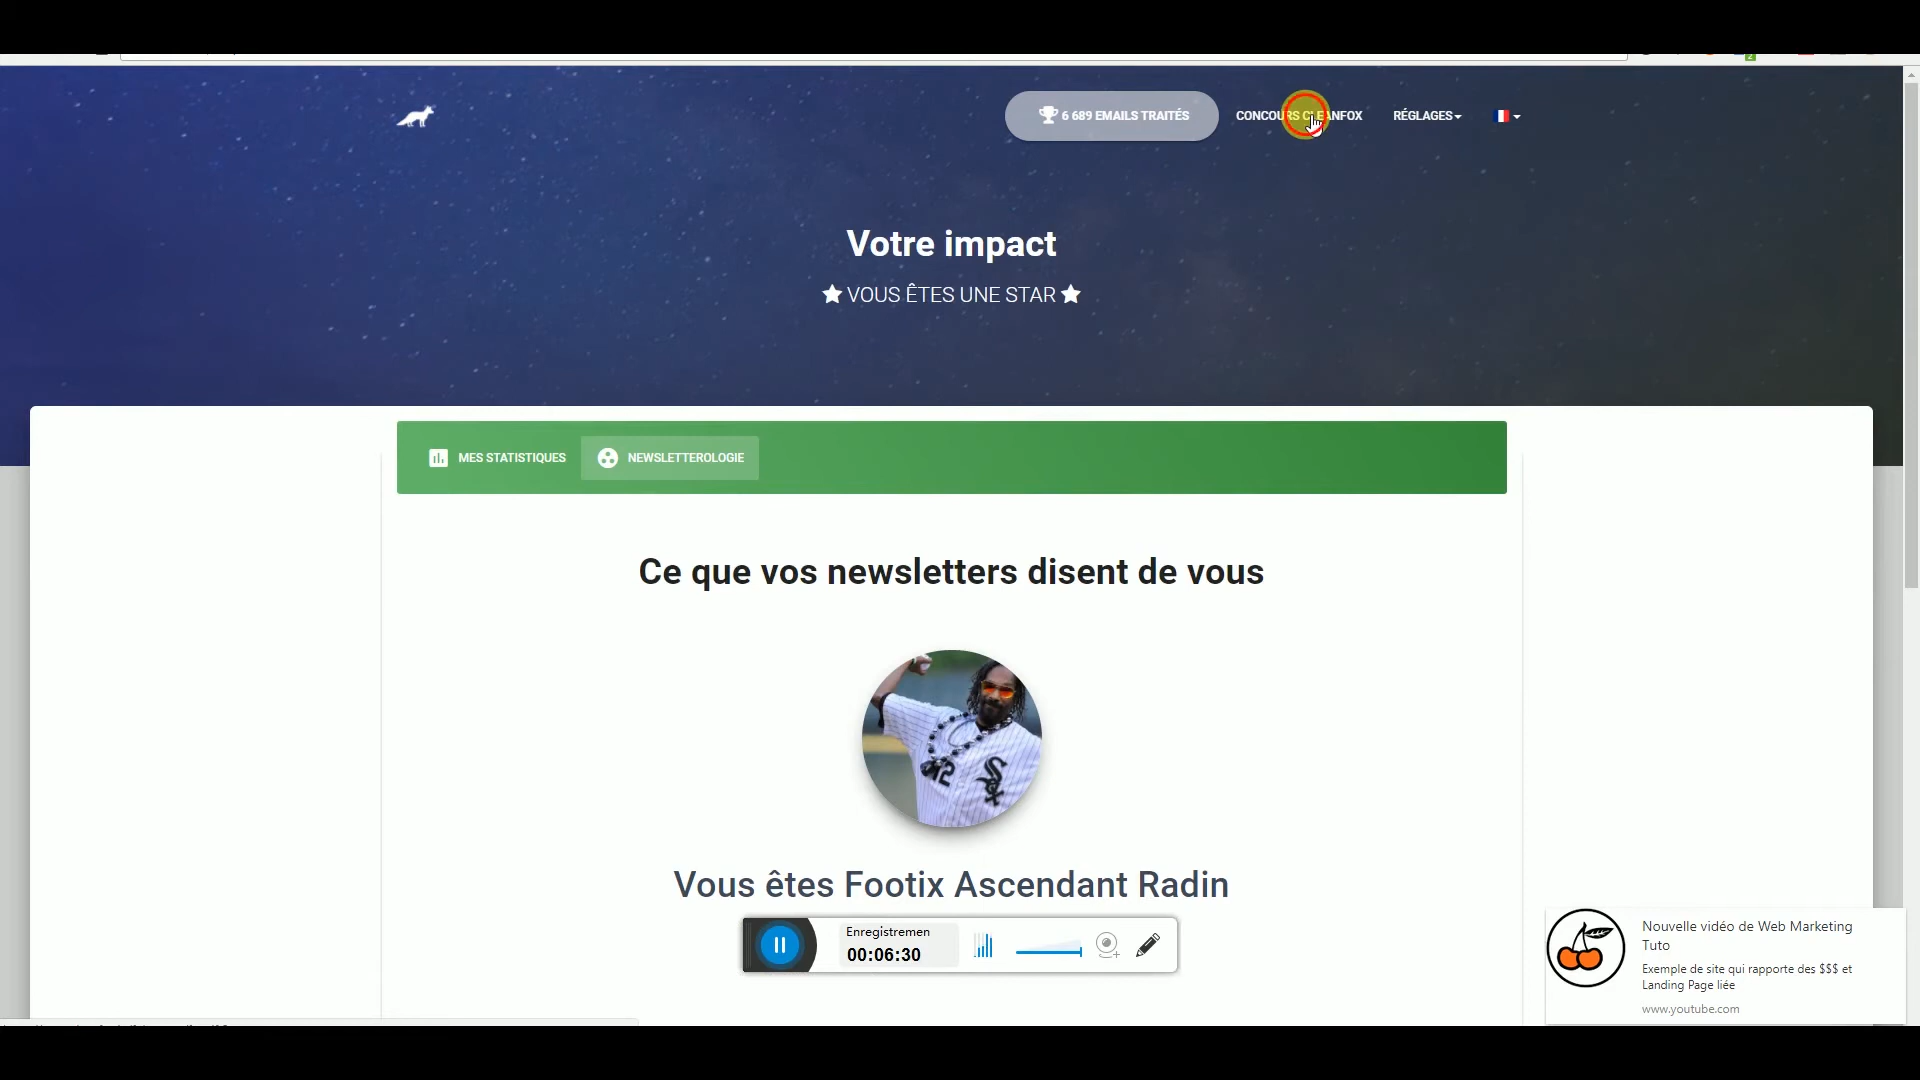 6 689 EMAILS TRAITÉS
CONCOURS CLEANFOX
RÉGLAGES
Votre impact
VOUS ÊTES UNE STAR
MES STATISTIQUES
NEWSLETTEROLOGIE
Ce que vos newsletters disent de vous
Vous êtes Footix Ascendant Radin
Enregistremen
00:06:30
Nouvelle vidéo de Web Marketing
Tuto
Exemple de site qui rapporte des $$$ et
Landing Page liée
www.youtube.com